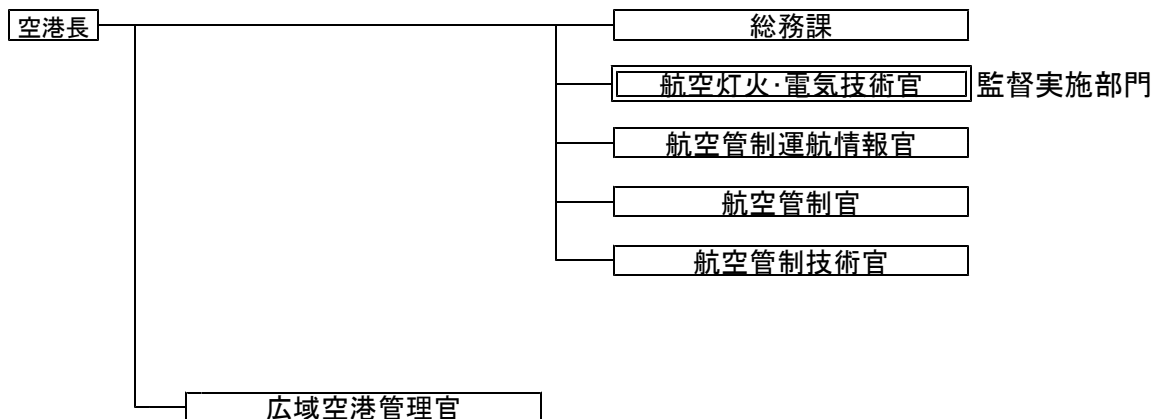 空港長
総務課
航空灯火・電気技術官
監督実施部門
航空管制運航情報官
航空管制官
航空管制技術官
広域空港管理官